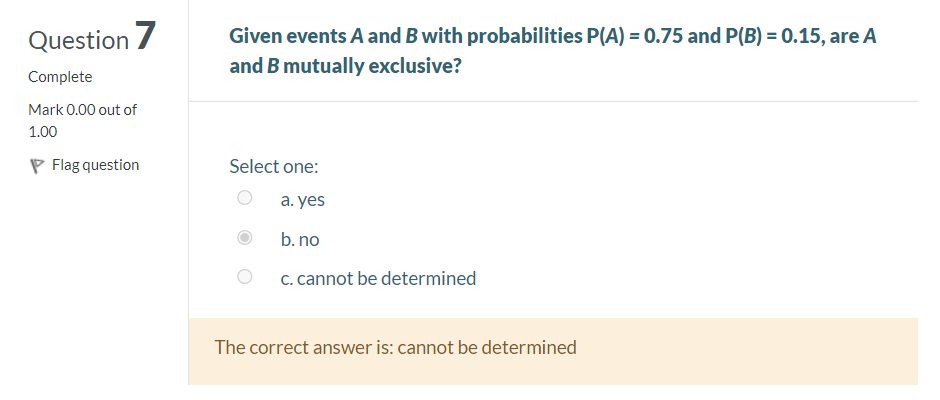 Question 7
Complete
Mark 0.00 out of
1.00
Flag question
Given events A and B with probabilities P(A) = 0.75 and P(B) = 0.15, are A
and B mutually exclusive?
Select one:
a. yes
b. no
c. cannot be determined
The correct answer is: cannot be determined